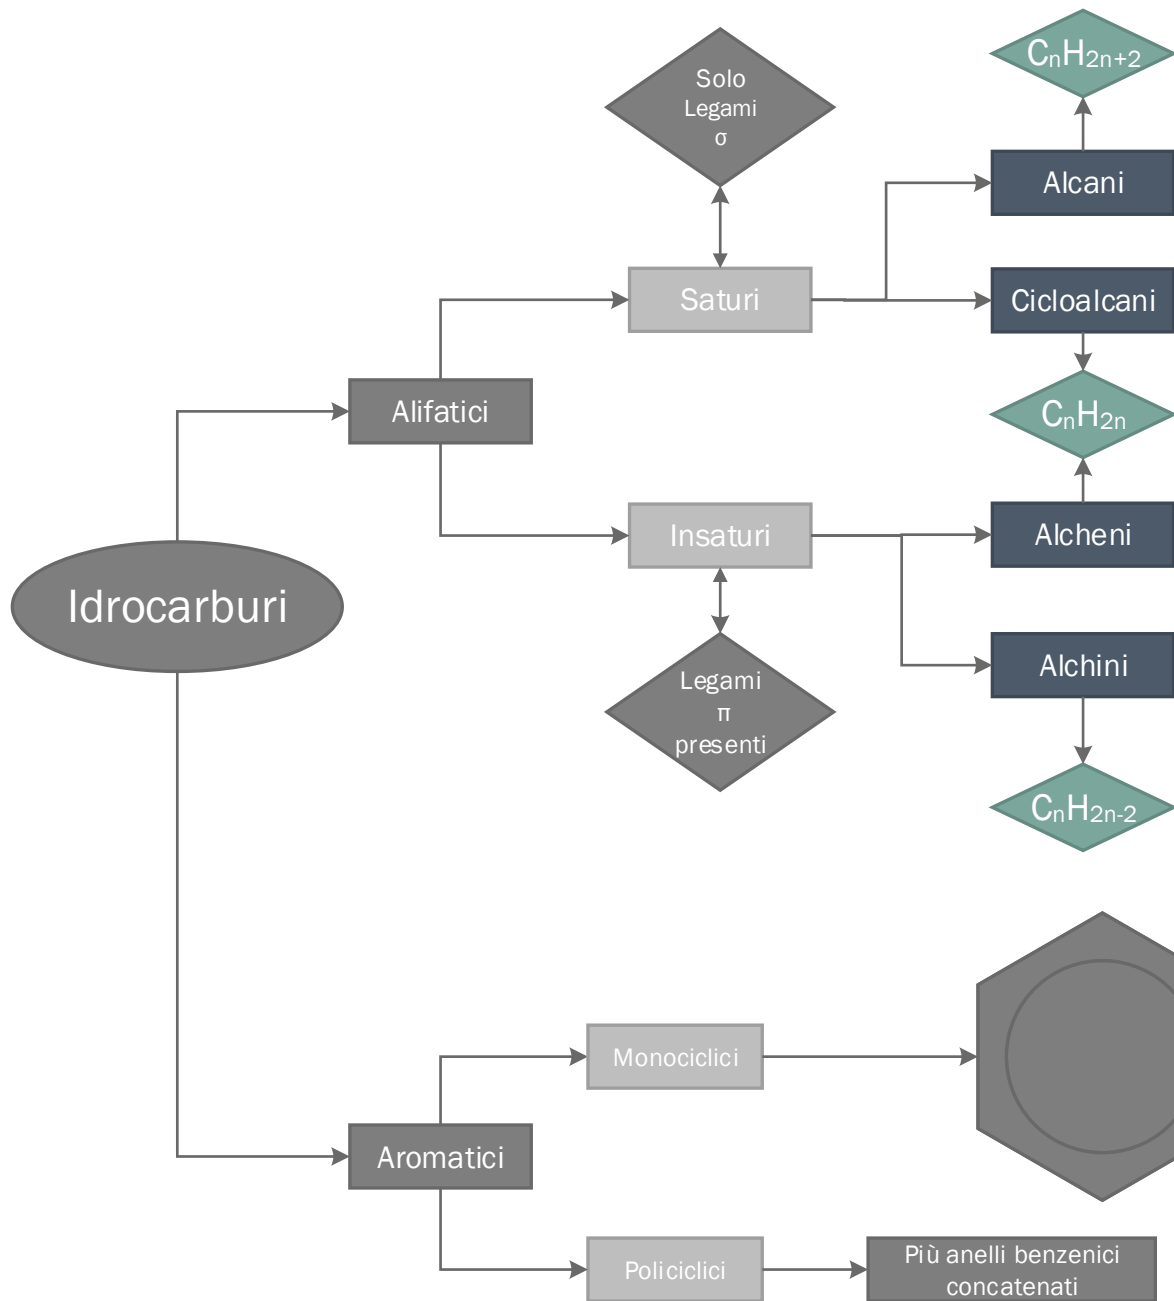 CₙH₂ₙ₊₂
Solo
Legami
σ
Alcani
Saturi
Cicloalcani
Alifatici
CₙH₂ₙ
Insaturi
Alcheni
Idrocarburi
Alchini
Legami
π
presenti
CₙH₂ₙ₋₂
Monociclici
Aromatici
Policiclici
Più anelli benzenici
concatenati